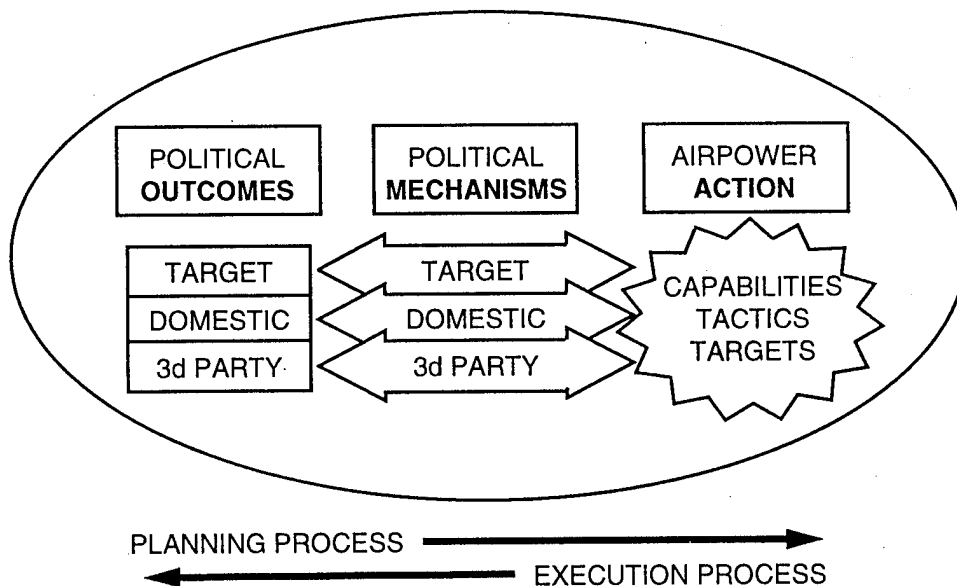 POLITICAL
OUTCOMES
POLITICAL
MECHANISMS
AIRPOWER
ACTION
TARGET
DOMESTIC
3d PARTY
TARGET
DOMESTIC
3d PARTY
CAPABILITIES
TACTICS
TARGETS
PLANNING PROCESS
EXECUTION PROCESS